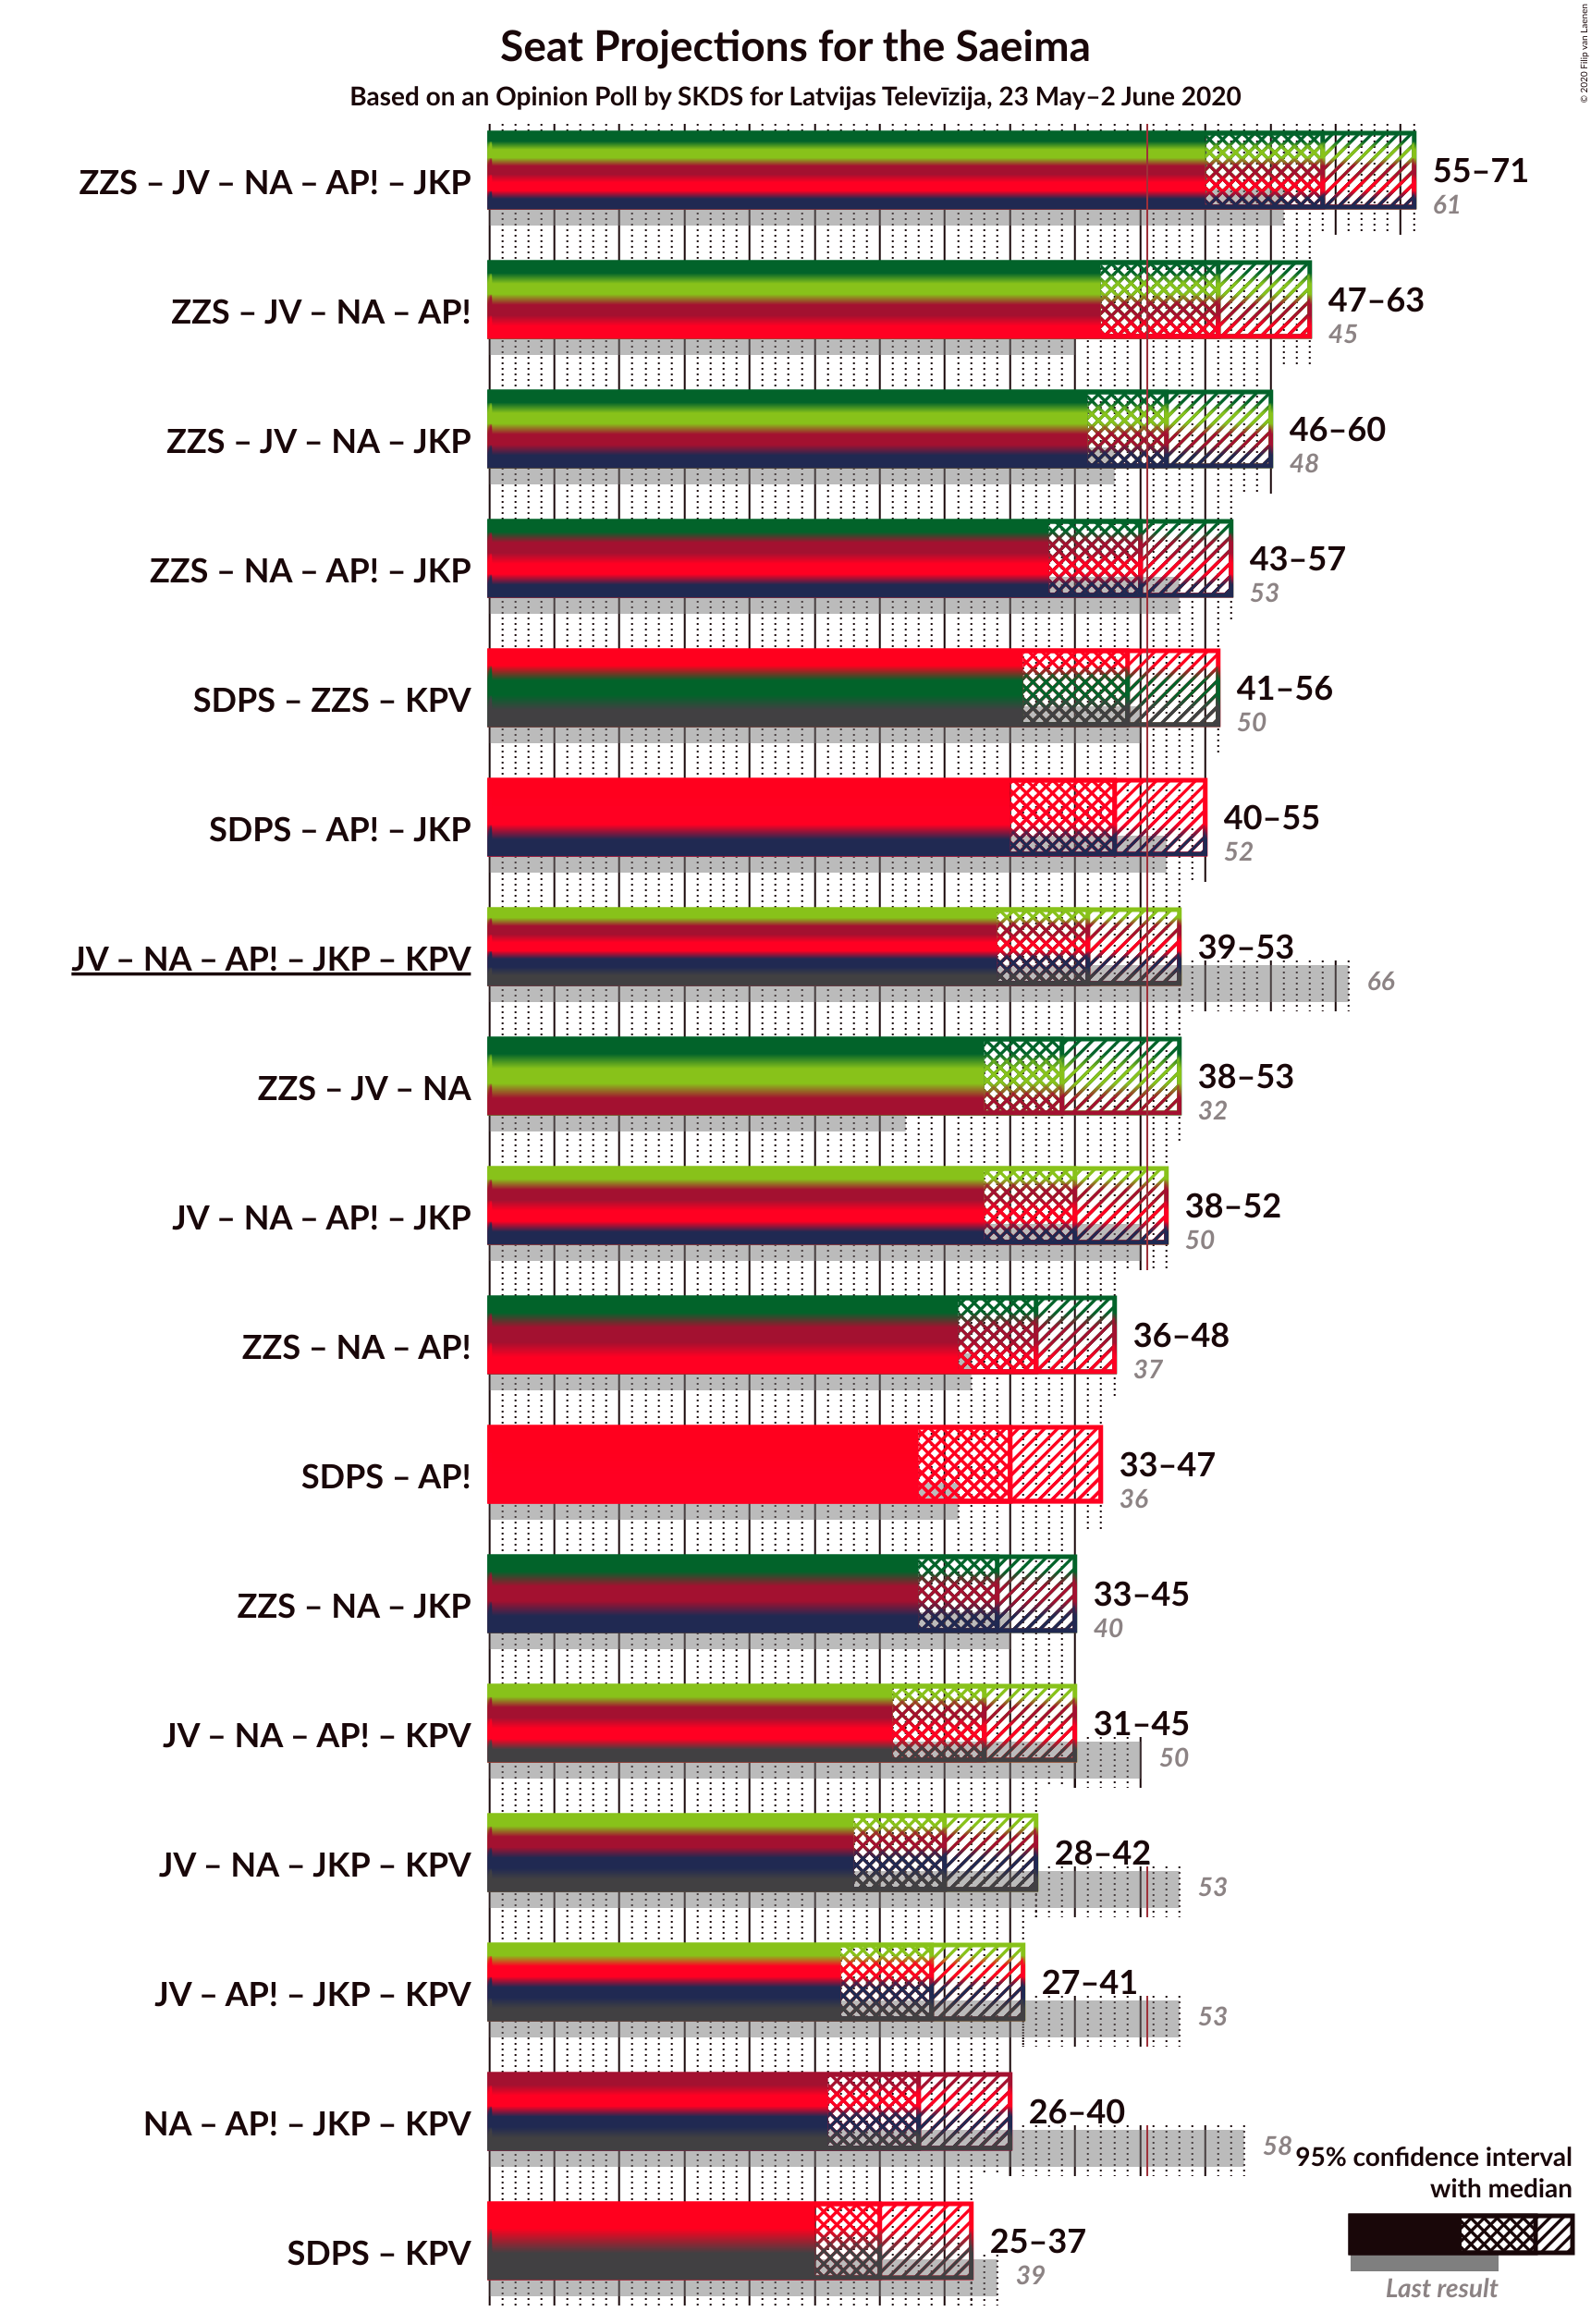 Seat Projections for the Saeima
Based on an Opinion Poll by SKDS for Latvijas Televīzija, 23 May–2 June 2020
© 2020 Filip van Laenen
ZZS – JV – NA – AP! – JKP
55–71
61
ZZS – JV – NA – AP!
47–63
45
ZZS – JV – NA – JKP
46–60
48
ZZS – NA – AP! – JKP
43–57
53
SDPS – ZZS – KPV
41–56
50
SDPS – AP! – JKP
40–55
52
JV – NA – AP! – JKP – KPV
39–53
66
ZZS – JV – NA
38–53
32
JV – NA – AP! – JKP
38–52
50
ZZS – NA – AP!
36–48
37
SDPS – AP!
33–47
36
ZZS – NA – JKP
33–45
40
JV – NA – AP! – KPV
31–45
50
JV – NA – JKP – KPV
28–42
53
JV – AP! – JKP – KPV
27–41
53
NA – AP! – JKP – KPV
26–40
58
SDPS – KPV
25–37
39
95% confidence interval
with median
Last result